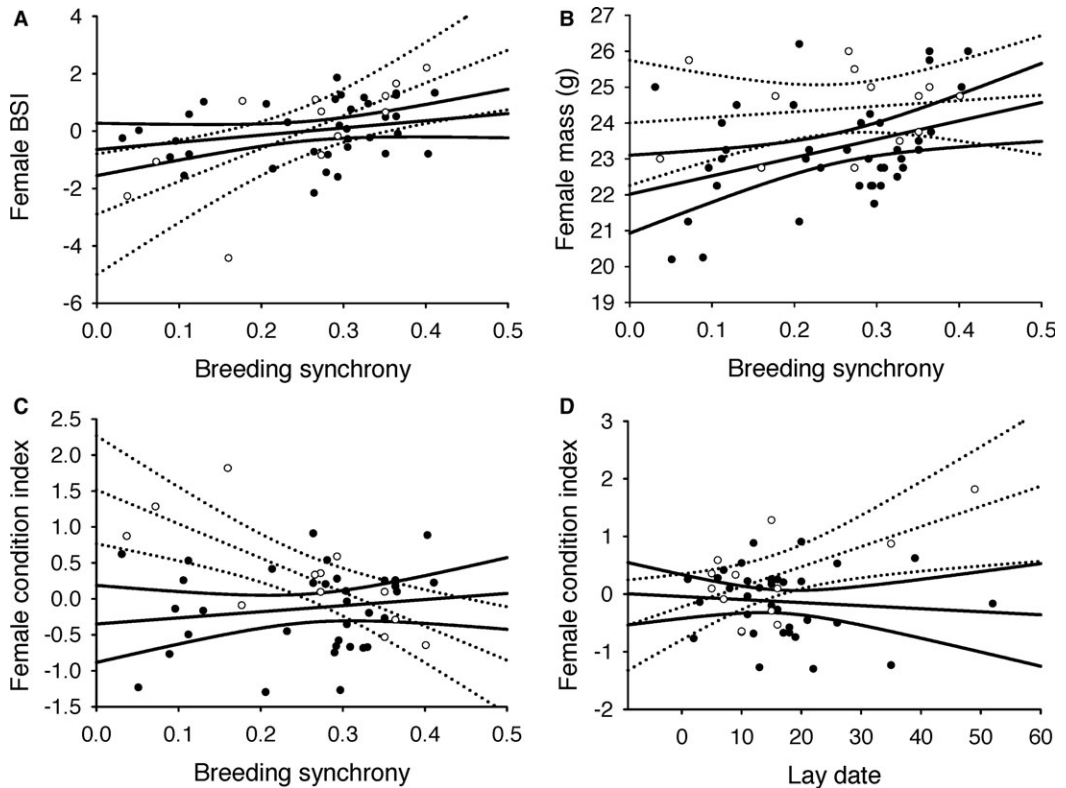 A
4
2
0
-2
-4
-6
Female BSI
0.0 0.1 0.2 0.3 0.4 0.5
Breeding synchrony
B
27
26
25
24
23
22
21
20
19
Female mass (g)
0.0 0.1 0.2 0.3 0.4 0.5
Breeding synchrony
C
2.5
2.0
1.5
1.0
0.5
0.0
-0.5
-1.0
-1.5
Female condition index
0.0 0.1 0.2 0.3 0.4 0.5
Breeding synchrony
D
3
2
1
0
-1
-2
Female condition index
0 10 20 30 40 50 60
Lay date